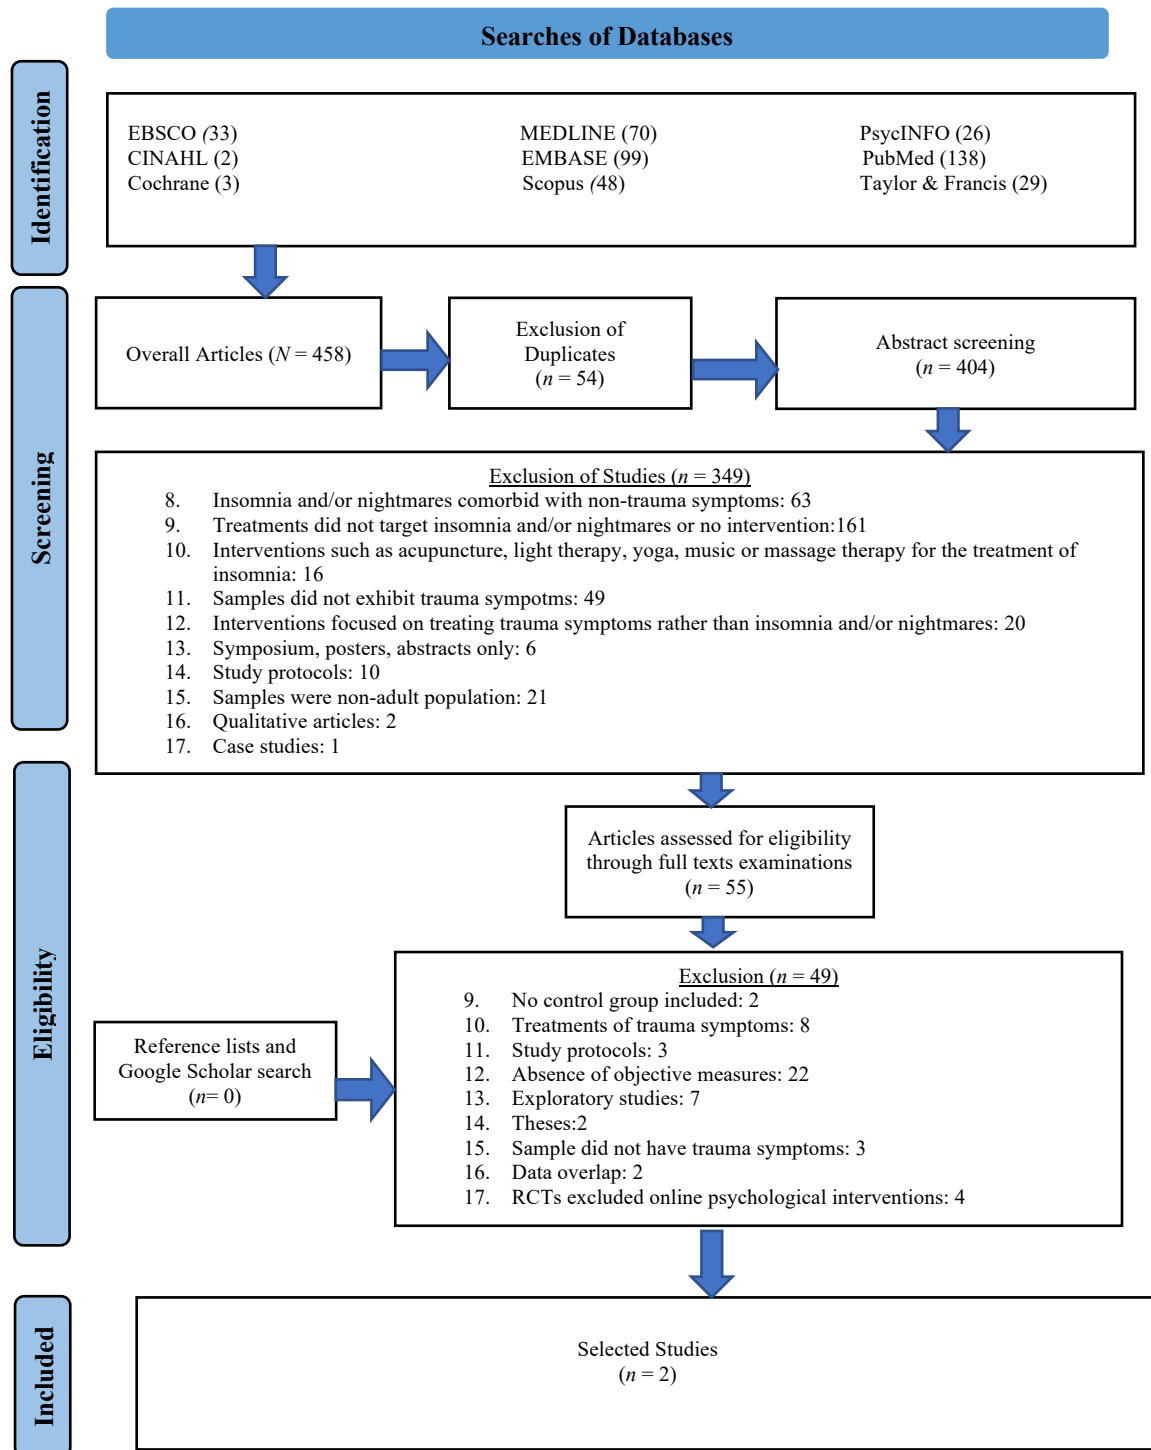 Searches of Databases
Identification
EBSCO (33)
MEDLINE (70)
PsycINFO (26)
CINAHL (2)
EMBASE (99)
PubMed (138)
Cochrane (3)
Scopus (48)
Taylor & Francis (29)
Screening
Overall Articles (N = 458)
Exclusion of
Duplicates
(n = 54)
Abstract screening
(n = 404)
Exclusion of Studies (n = 349)
8. Insomnia and/or nightmares comorbid with non-trauma symptoms: 63
9. Treatments did not target insomnia and/or nightmares or no intervention:161
10. Interventions such as acupuncture, light therapy, yoga, music or massage therapy for the treatment of
insomnia: 16
11. Samples did not exhibit trauma sympotms: 49
12. Interventions focused on treating trauma symptoms rather than insomnia and/or nightmares: 20
13. Symposium, posters, abstracts only: 6
14. Study protocols: 10
15. Samples were non-adult population: 21
16. Qualitative articles: 2
17. Case studies: 1
Eligibility
Articles assessed for eligibility
through full texts examinations
(n = 55)
Reference lists and
Google Scholar search
(n= 0)
Exclusion (n = 49)
9. No control group included: 2
10. Treatments of trauma symptoms: 8
11. Study protocols: 3
12. Absence of objective measures: 22
13. Exploratory studies: 7
14. Theses:2
15. Sample did not have trauma symptoms: 3
16. Data overlap: 2
17. RCTs excluded online psychological interventions: 4
Included
Selected Studies
(n = 2)